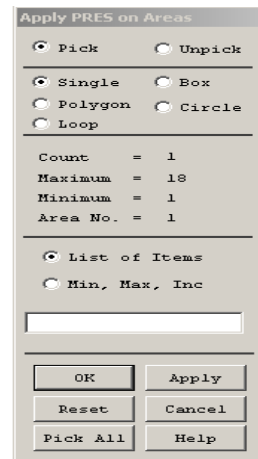 Apply PRES on Areas
Pick Unpick
Single Box
Polygon Circle
Loop
Count = 1
Maximum = 18
Minimum = 1
Area No. = 1
List of Items
Min, Max, Inc
OK Apply
Reset Cancel
Pick All Help